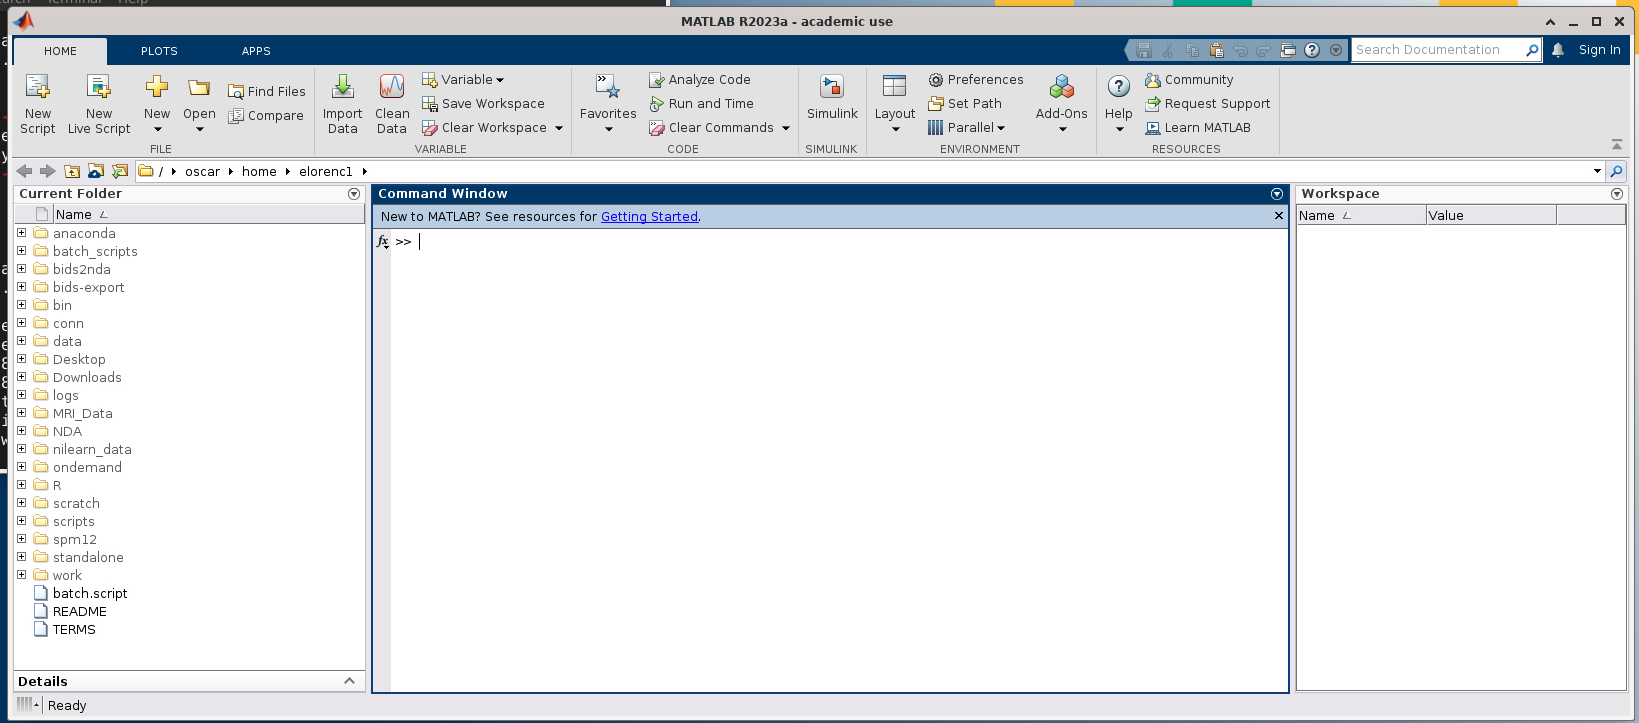 MATLAB R2023a - academic use
HOME PLOTS APPS Search Documentation Sign In
New Script
New Live Script
New
Open
Find Files
Compare
FILE
Import Data
Clean Data
Variable
Save Workspace
Clear Workspace
VARIABLE
Favorites
Analyze Code
Run and Time
Clear Commands
CODE
Simulink
SIMULINK
Layout
Preferences
Set Path
Parallel
Add-Ons
ENVIRONMENT
Help
Community
Request Support
Learn MATLAB
RESOURCES
/ oscar home elorenc1
Current Folder
Name
anaconda
batch_scripts
bids2nda
bids-export
bin
conn
data
Desktop
Downloads
logs
MRI_Data
NDA
nilearn_data
ondemand
R
scratch
scripts
spm12
standalone
work
batch.script
README
TERMS
Details
Command Window
New to MATLAB? See resources for Getting Started.
fx >>
Workspace
Name Value
Ready